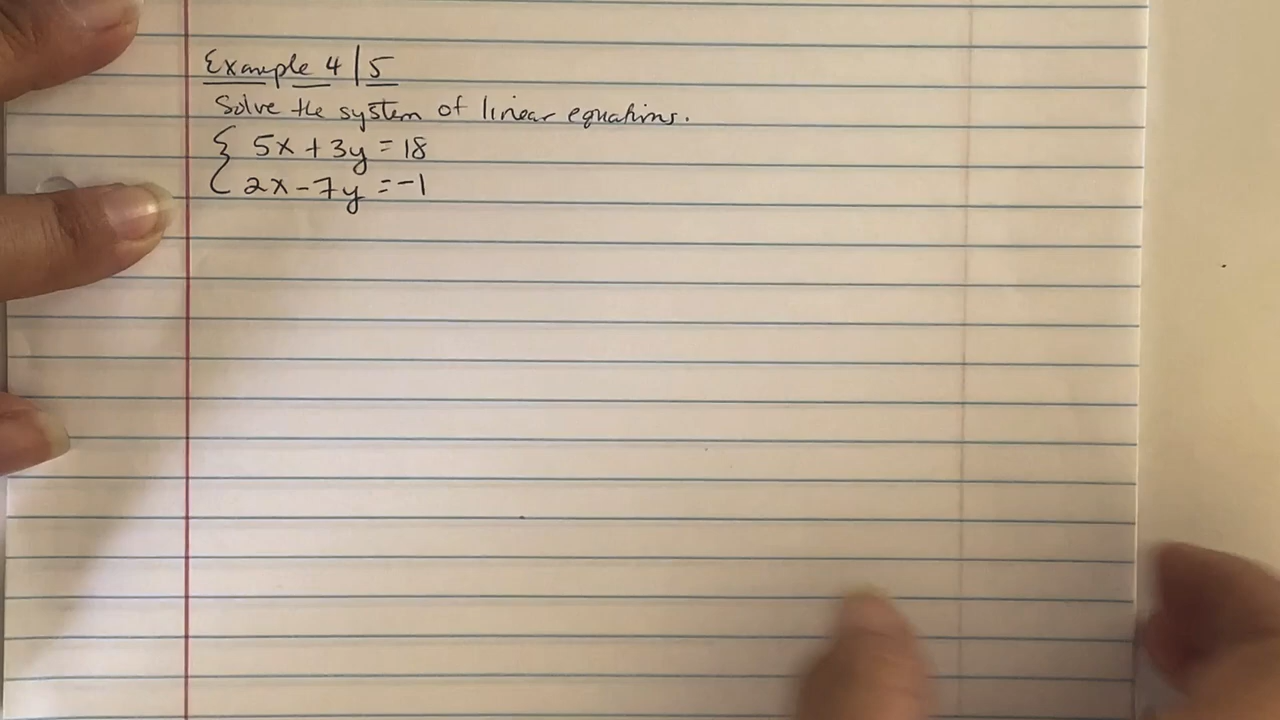 Example 4|5
Solve the system of linear equations.
{ 5x + 3y = 18
2x - 7y = -1